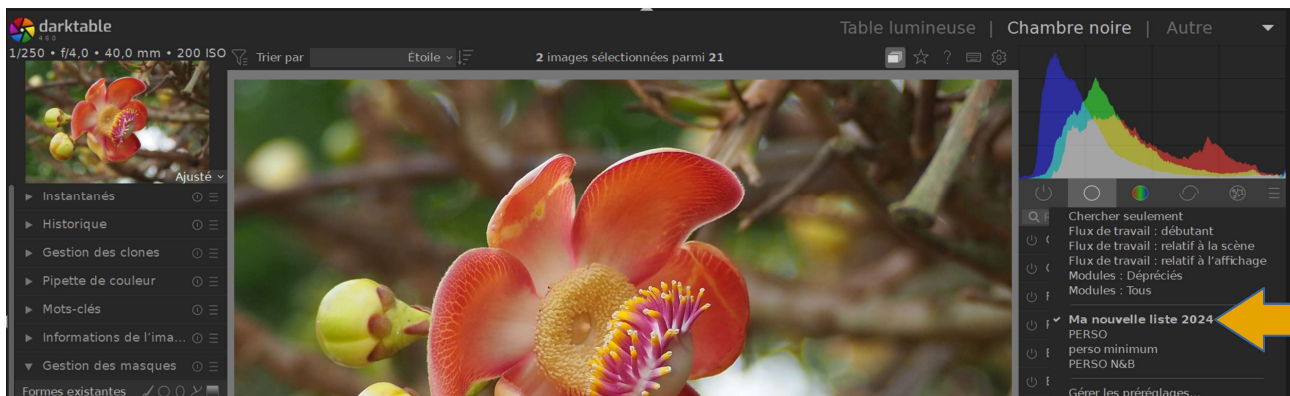 darktable
4.6.0
Table lumineuse | Chambre noire | Autre
1/250 • f/4,0 • 40,0 mm • 200 ISO
Trier par
Étoile
2 images sélectionnées parmi 21
?
Ajusté
Instantanés
Historique
Gestion des clones
Pipette de couleur
Mots-clés
Informations de l'ima...
Gestion des masques
Formes existantes
Chercher seulement
Flux de travail : débutant
Flux de travail : relatif à la scène
Flux de travail : relatif à l'affichage
Modules : Dépréciés
Modules : Tous
Ma nouvelle liste 2024
PERSO
perso minimum
PERSO N&B
Gérer les préréglages...